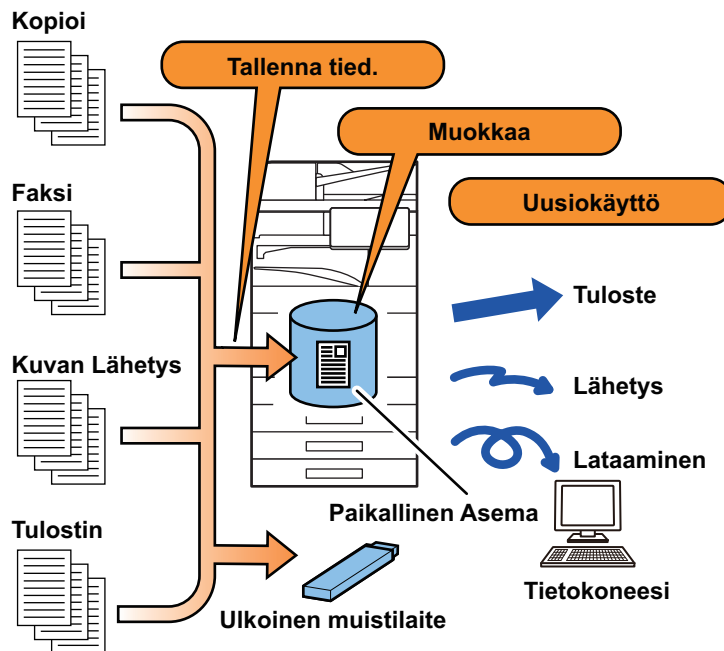 Kopioi
Tallenna tied.
Muokkaa
Faksi
Uusiokäyttö
Tuloste
Kuvan Lähetys
Lähetys
Lataaminen
Paikallinen Asema
Tulostin
Tietokoneesi
Ulkoinen muistilaite